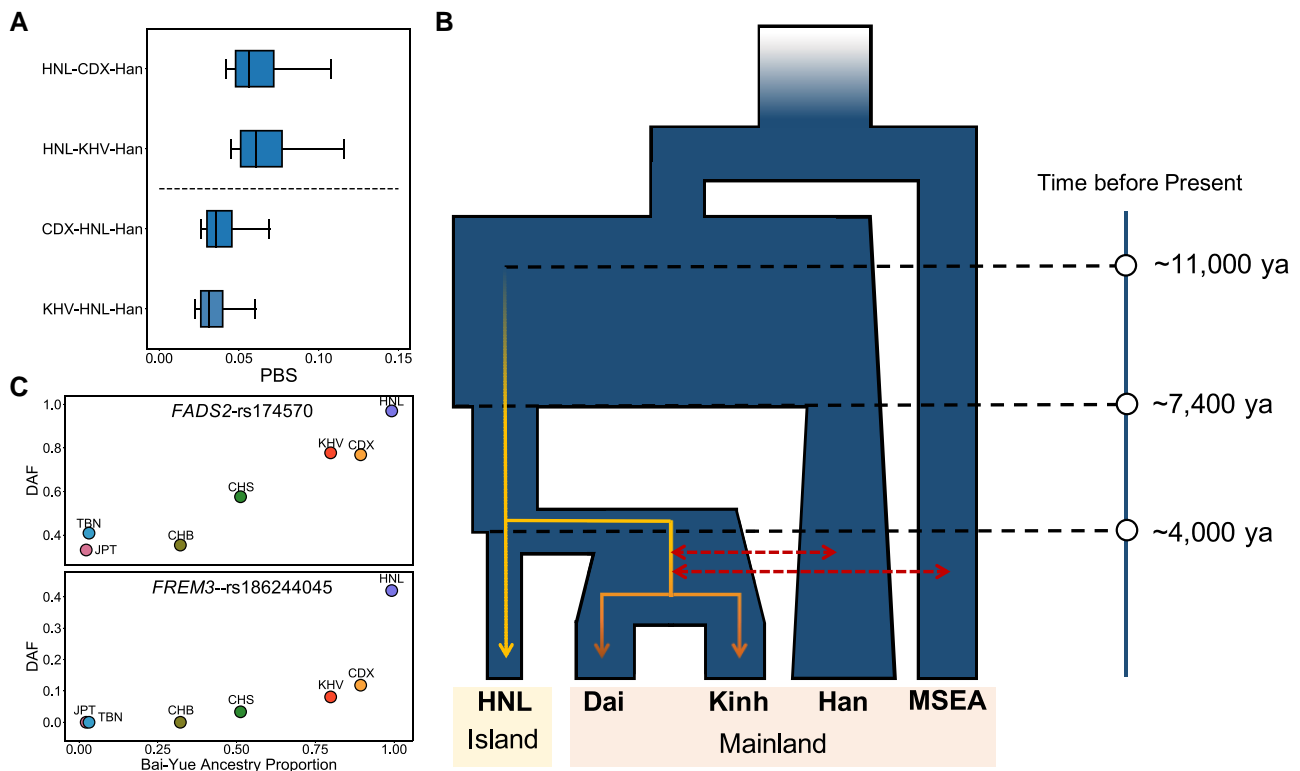 A
HNL-CDX-Han
HNL-KHV-Han
CDX-HNL-Han
KHV-HNL-Han
0.00 0.05 0.10 0.15
PBS
B
Time before Present
~11,000 ya
~7,400 ya
~4,000 ya
HNL Dai Kinh Han MSEA
Island Mainland
C
FADS2-rs174570
DAF
1.0
0.8
0.6
0.4
HNL
KHV CDX
CHS
TBN
JPT
CHB
FREM3--rs186244045
DAF
0.4
0.3
0.2
0.1
0.0
HNL
CDX
KHV
CHS
CHB
JPT TBN
0.00 0.25 0.50 0.75 1.00
Bai-Yue Ancestry Proportion